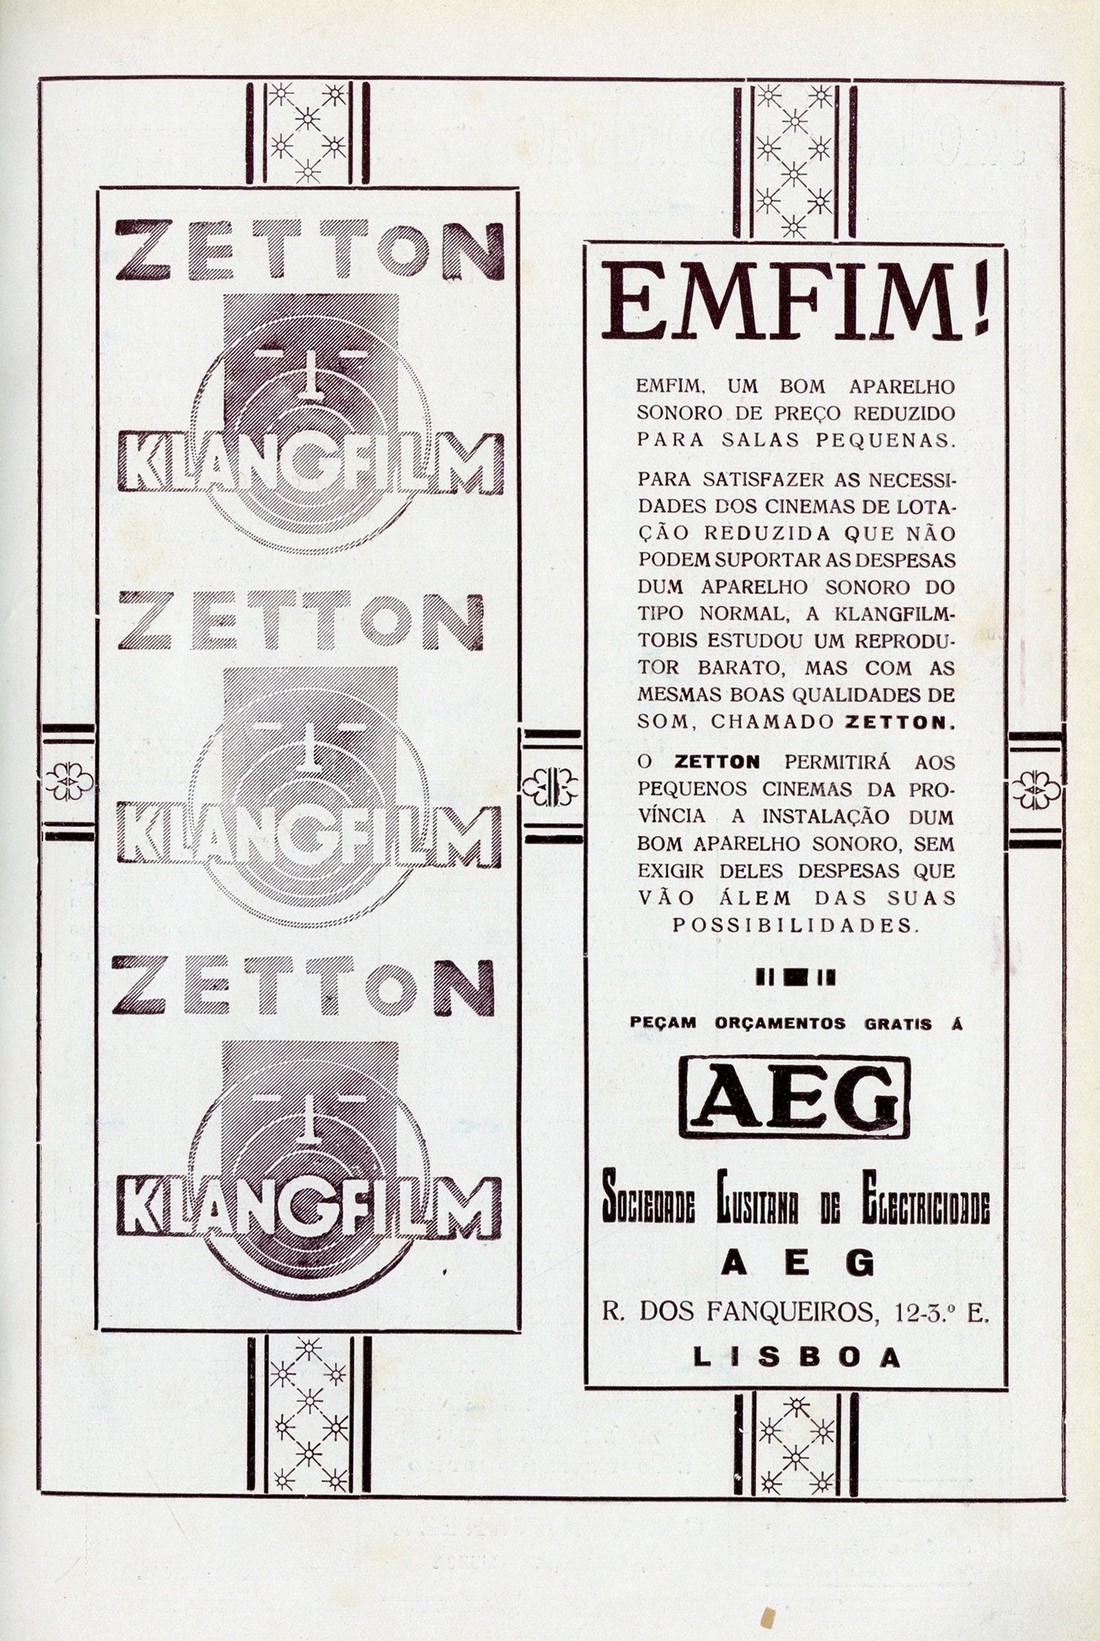 ZETTON
KLANGFILM
ZETTON
KLANGFILM
ZETTON
KLANGFILM
EMFIM!
EMFIM, UM BOM APARELHO
SONORO DE PREÇO REDUZIDO
PARA SALAS PEQUENAS.
PARA SATISFAZER AS NECESSI-
DADES DOS CINEMAS DE LOTA-
ÇÃO REDUZIDA QUE NÃO
PODEM SUPORTAR AS DESPESAS
DUM APARELHO SONORO DO
TIPO NORMAL, A KLANGFILM-
TOBIS ESTUDOU UM REPRODU-
TOR BARATO, MAS COM AS
MESMAS BOAS QUALIDADES DE
SOM, CHAMADO ZETTON.
O ZETTON PERMITIRÁ AOS
PEQUENOS CINEMAS DA PRO-
VÍNCIA A INSTALAÇÃO DUM
BOM APARELHO SONORO, SEM
EXIGIR DELES DESPESAS QUE
VÃO ÁLEM DAS SUAS
POSSIBILIDADES.
PEÇAM ORÇAMENTOS GRATIS Á
AEG
SOCIEDADE LUSITANA DE ELECTRICIDADE
AEG
R. DOS FANQUEIROS, 12-3.º E.
LISBOA